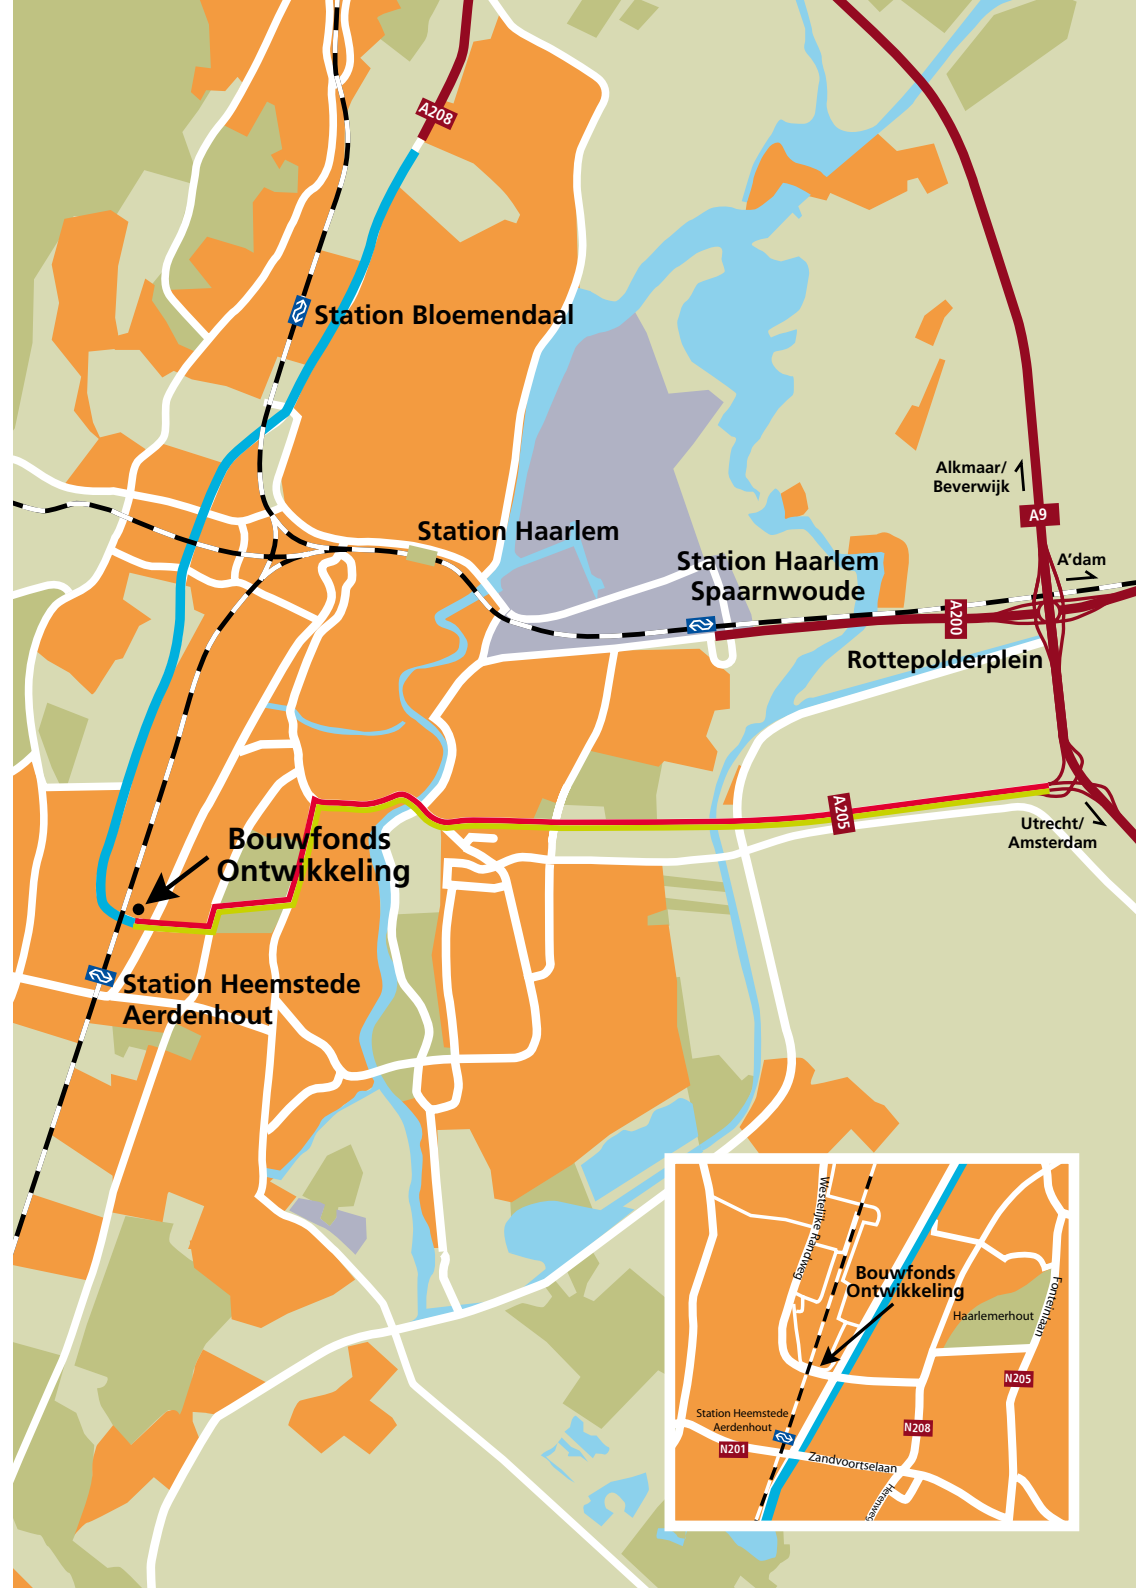 A208
Station Bloemendaal
Alkmaar/
Beverwijk
A9
Station Haarlem
Station Haarlem
Spaarnwoude
A'dam
A200
Rottepolderplein
A205
Utrecht/
Amsterdam
Bouwfonds
Ontwikkeling
Station Heemstede
Aerdenhout
Westelijke Randweg
Bouwfonds
Ontwikkeling
Haarlemerhout
Fonteinlaan
N205
Station Heemstede
Aerdenhout
N208
N201
Zandvoortselaan
Herenweg